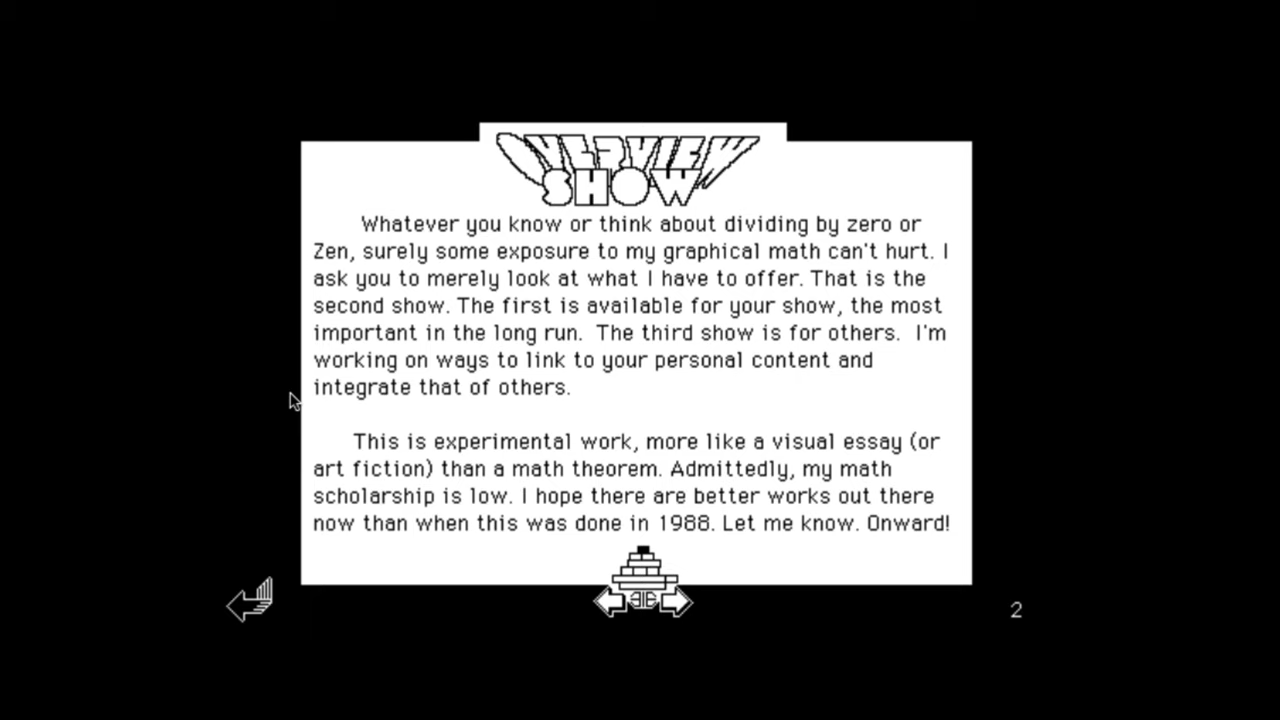 OVERVIEW
SHOW
Whatever you know or think about dividing by zero or
Zen, surely some exposure to my graphical math can't hurt. I
ask you to merely look at what I have to offer. That is the
second show. The first is available for your show, the most
important in the long run. The third show is for others. I'm
working on ways to link to your personal content and
integrate that of others.
This is experimental work, more like a visual essay (or
art fiction) than a math theorem. Admittedly, my math
scholarship is low. I hope there are better works out there
now than when this was done in 1988. Let me know. Onward!
2